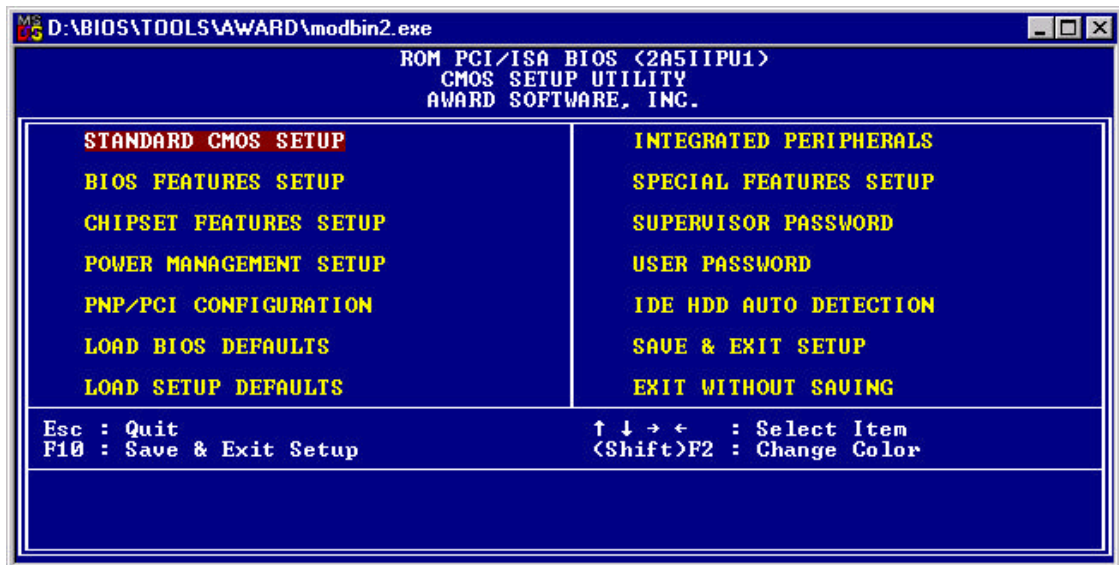 D:\BIOS\TOOLS\AWARD\modbin2.exe
ROM PCI/ISA BIOS (2A5IIPU1)
CMOS SETUP UTILITY
AWARD SOFTWARE, INC.
STANDARD CMOS SETUP
BIOS FEATURES SETUP
CHIPSET FEATURES SETUP
POWER MANAGEMENT SETUP
PNP/PCI CONFIGURATION
LOAD BIOS DEFAULTS
LOAD SETUP DEFAULTS
INTEGRATED PERIPHERALS
SPECIAL FEATURES SETUP
SUPERVISOR PASSWORD
USER PASSWORD
IDE HDD AUTO DETECTION
SAVE & EXIT SETUP
EXIT WITHOUT SAVING
Esc : Quit
F10 : Save & Exit Setup
↑ ↓ → ← : Select Item
(Shift)F2 : Change Color